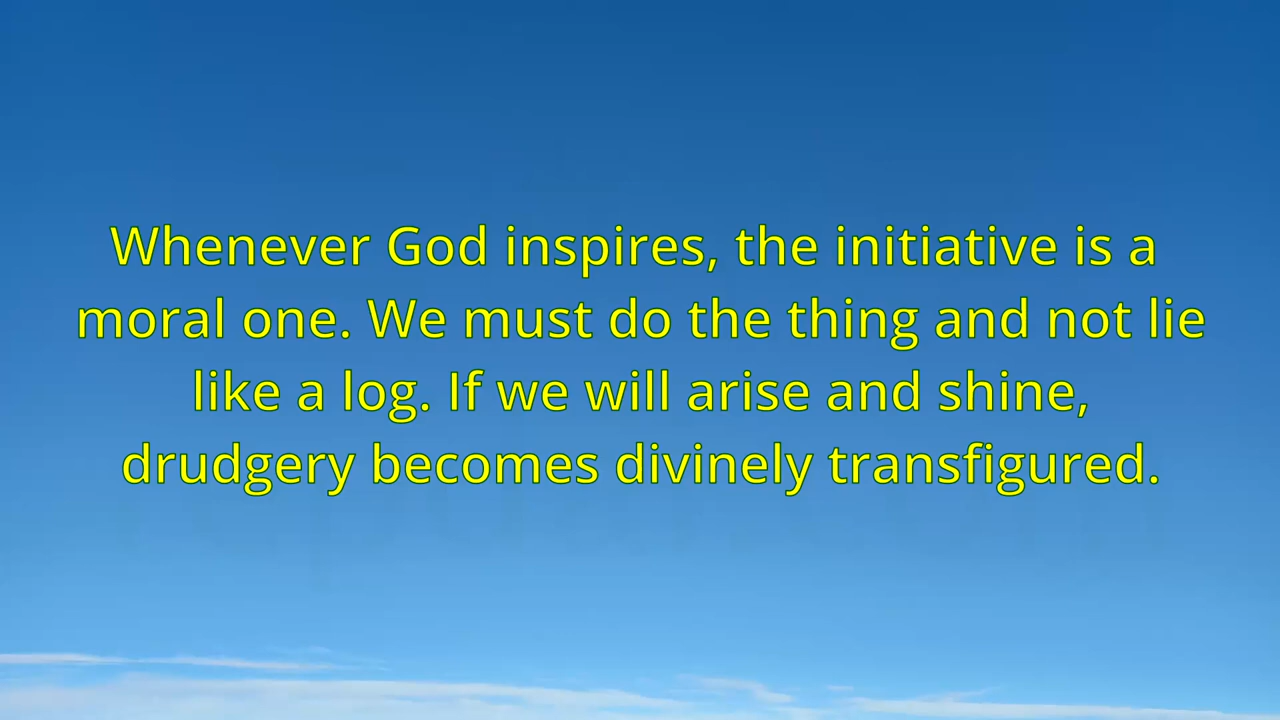 Whenever God inspires, the initiative is a
moral one. We must do the thing and not lie
like a log. If we will arise and shine,
drudgery becomes divinely transfigured.